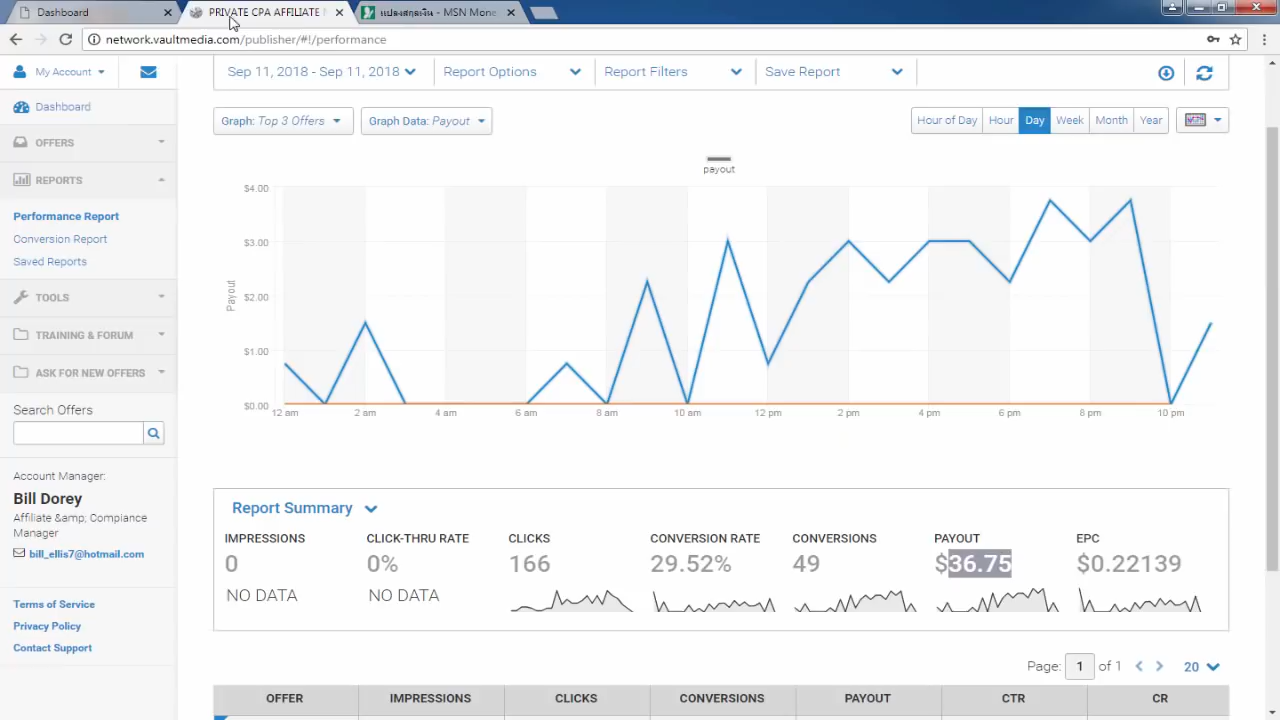 Dashboard
PRIVATE CPA AFFILIATE
แปลงสกุลเงิน - MSN Mone
network.vaultmedia.com/publisher/#!/performance
My Account
Sep 11, 2018 - Sep 11, 2018
Report Options
Report Filters
Save Report
Dashboard
OFFERS
REPORTS
Performance Report
Conversion Report
Saved Reports
TOOLS
TRAINING & FORUM
ASK FOR NEW OFFERS
Search Offers
Account Manager:
Bill Dorey
Affiliate &amp; Compiance
Manager
bill_ellis7@hotmail.com
Terms of Service
Privacy Policy
Contact Support
Graph: Top 3 Offers
Graph Data: Payout
Hour of Day
Hour
Day
Week
Month
Year
payout
Payout
$4.00
$3.00
$2.00
$1.00
$0.00
12 am
2 am
4 am
6 am
8 am
10 am
12 pm
2 pm
4 pm
6 pm
8 pm
10 pm
Report Summary
IMPRESSIONS
CLICK-THRU RATE
CLICKS
CONVERSION RATE
CONVERSIONS
PAYOUT
EPC
0
0%
166
29.52%
49
$36.75
$0.22139
NO DATA
NO DATA
Page: 1 of 1
20
OFFER
IMPRESSIONS
CLICKS
CONVERSIONS
PAYOUT
CTR
CR